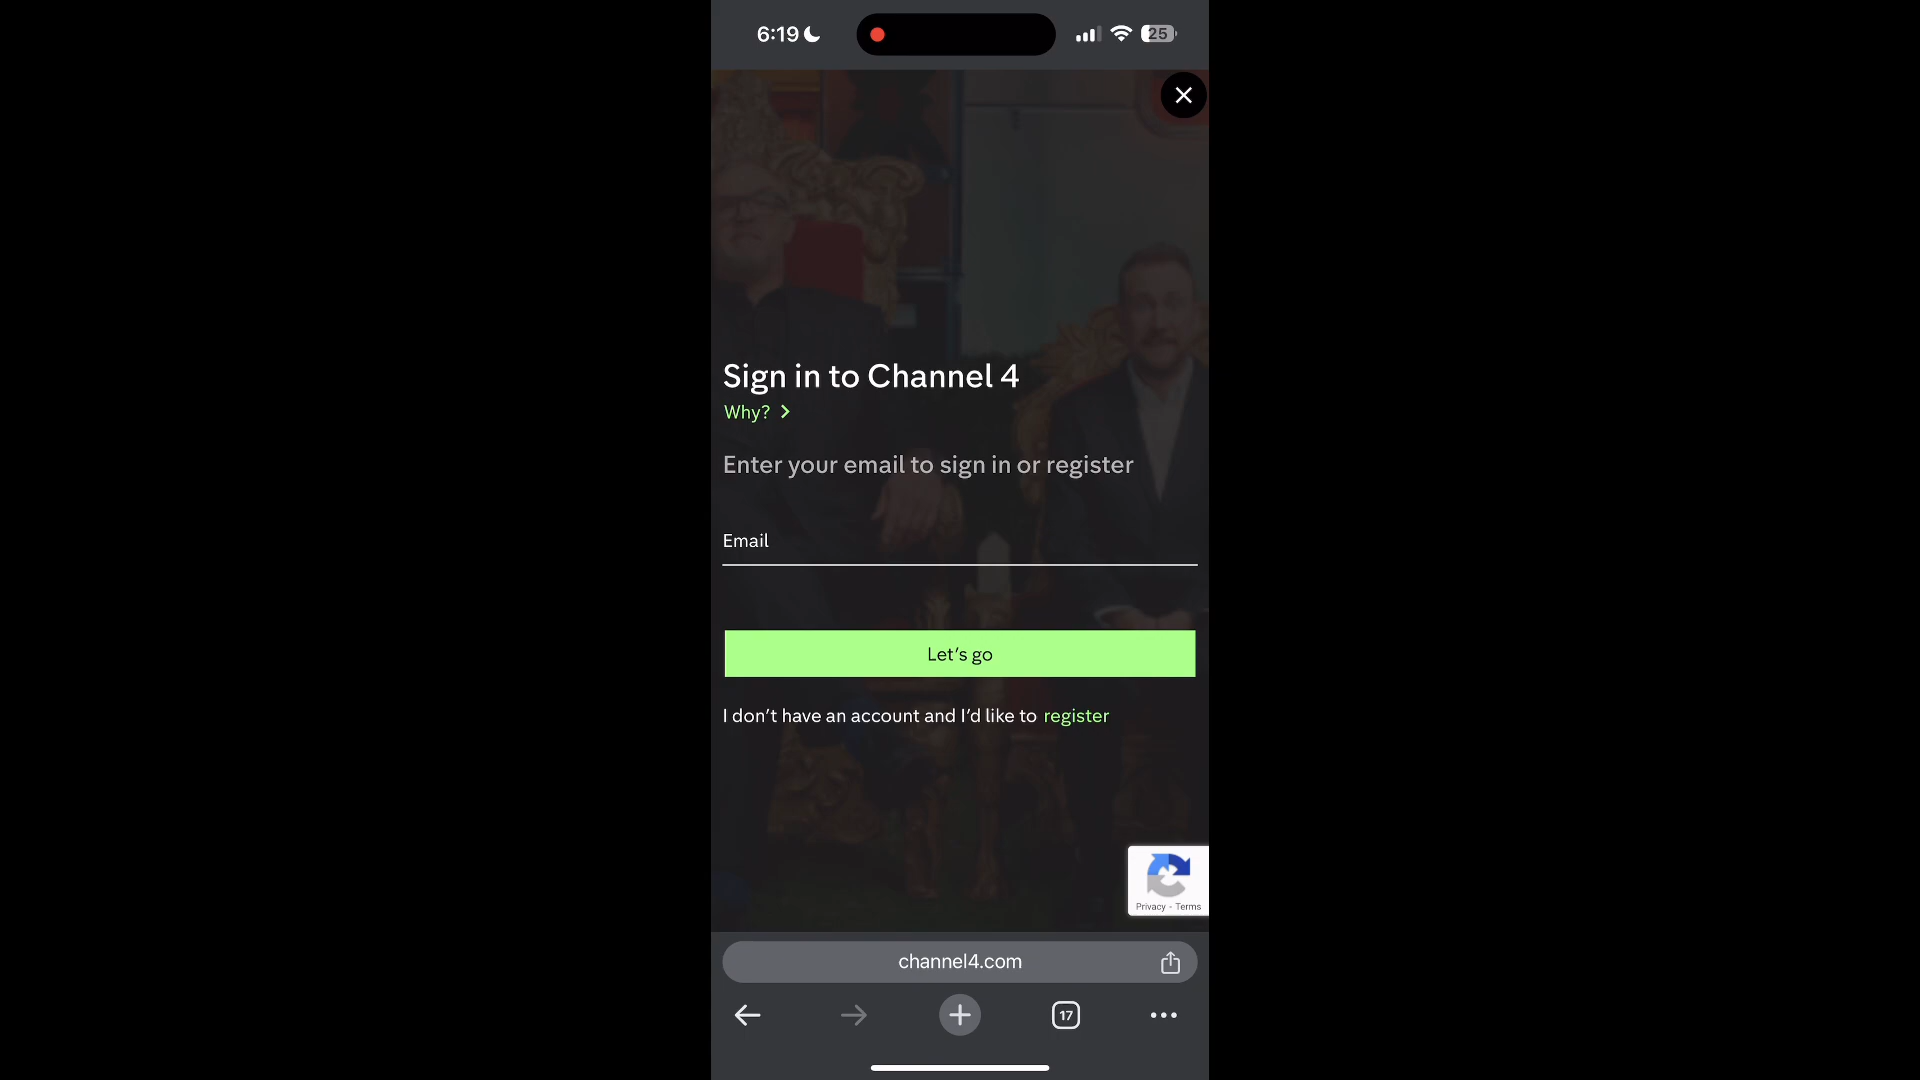 6:19
25
Sign in to Channel 4
Why?
Enter your email to sign in or register
Email
Let's go
I don't have an account and I'd like to register
Privacy - Terms
channel4.com
17